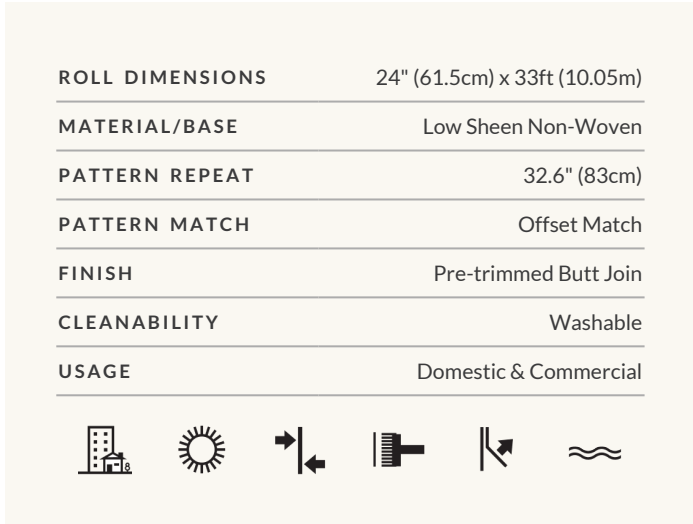 ROLL DIMENSIONS 24" (61.5cm) x 33ft (10.05m)
MATERIAL/BASE Low Sheen Non-Woven
PATTERN REPEAT 32.6" (83cm)
PATTERN MATCH Offset Match
FINISH Pre-trimmed Butt Join
CLEANABILITY Washable
USAGE Domestic & Commercial